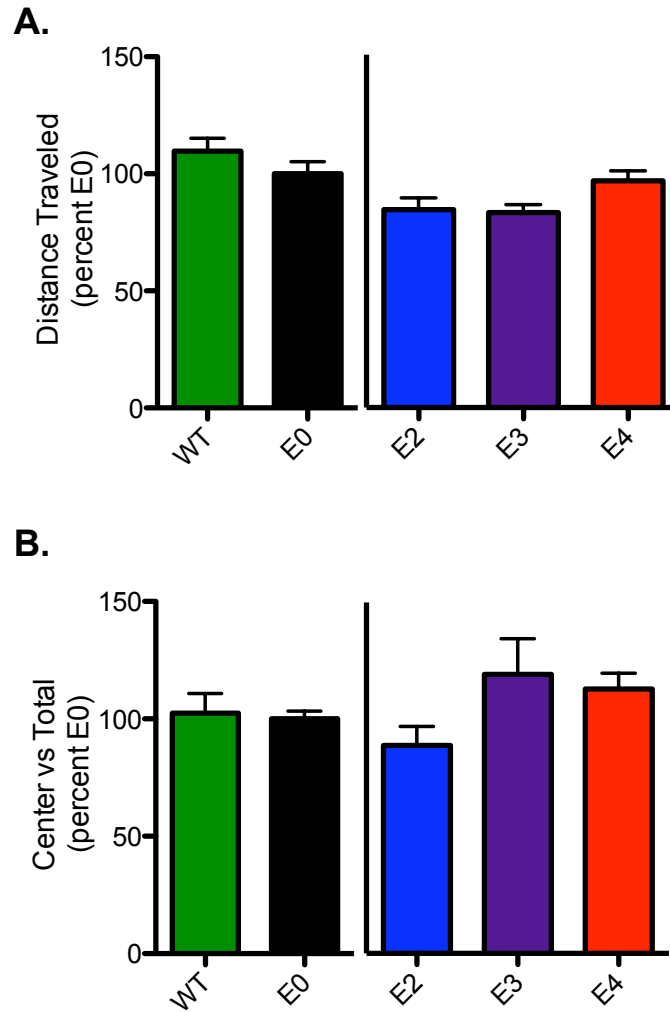 A.
150
100
50
0
Distance Traveled
(percent E0)
WT
E0
E2
E3
E4
B.
150
100
50
0
Center vs Total
(percent E0)
WT
E0
E2
E3
E4